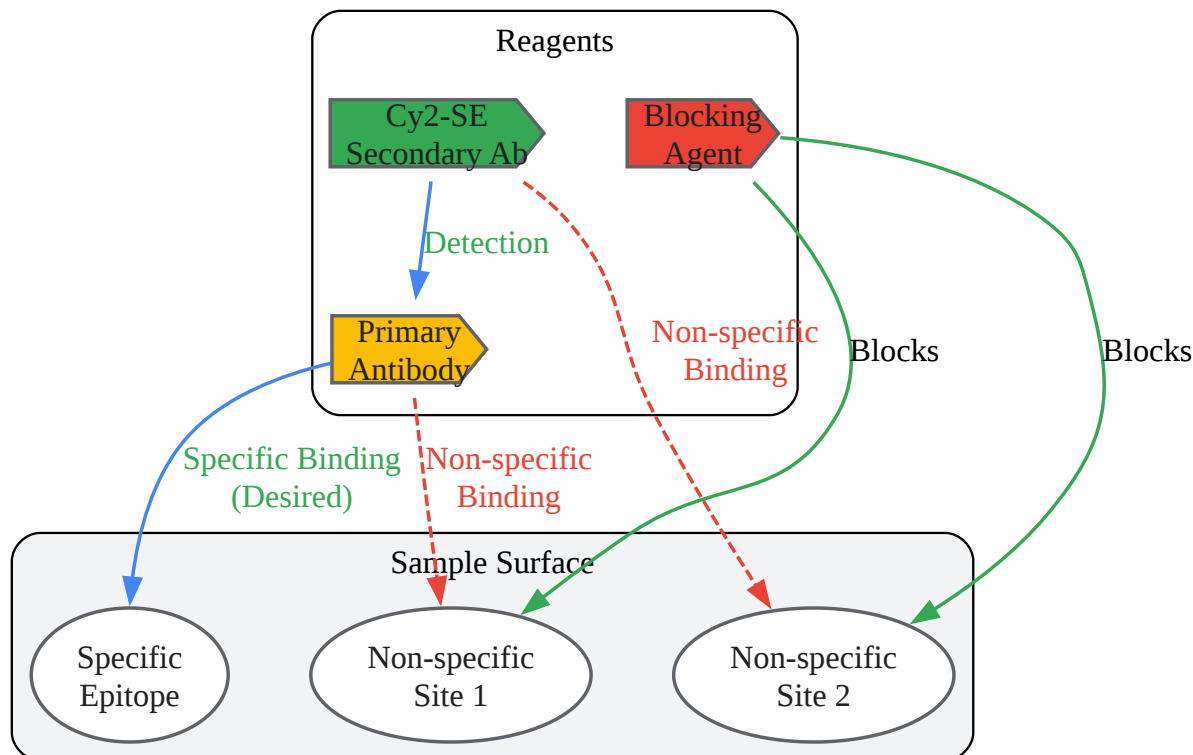 Reagents
Cy2-SE
Secondary Ab
Blocking
Agent
Detection
Primary
Antibody
Non-specific
Binding
Blocks
Blocks
Specific Binding
(Desired)
Non-specific
Binding
Sample Surface
Specific
Epitope
Non-specific
Site 1
Non-specific
Site 2